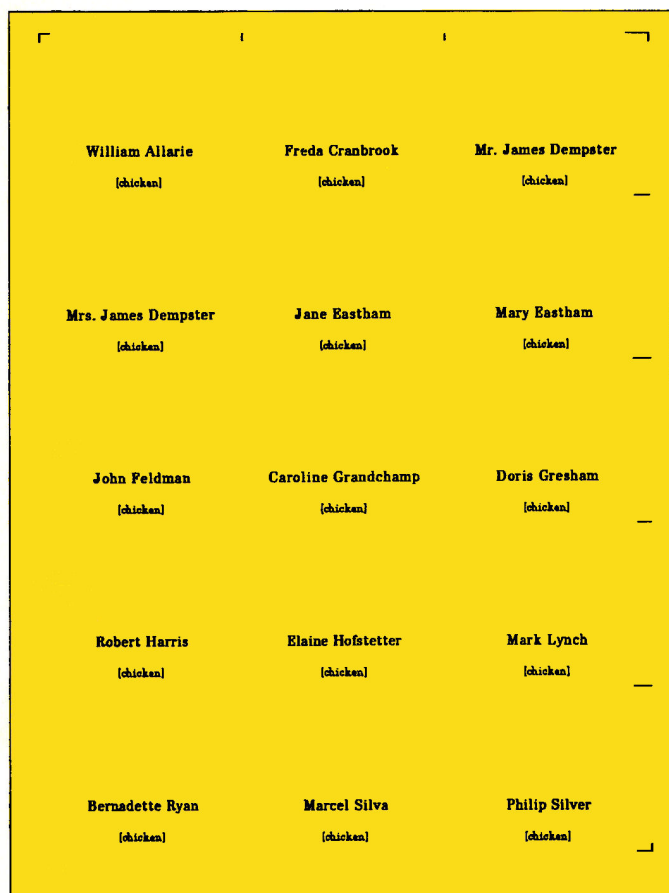 William Allarie
[chicken]
Freda Cranbrook
[chicken]
Mr. James Dempster
[chicken]
Mrs. James Dempster
[chicken]
Jane Eastham
[chicken]
Mary Eastham
[chicken]
John Feldman
[chicken]
Caroline Grandchamp
[chicken]
Doris Gresham
[chicken]
Robert Harris
[chicken]
Elaine Hofstetter
[chicken]
Mark Lynch
[chicken]
Bernadette Ryan
[chicken]
Marcel Silva
[chicken]
Philip Silver
[chicken]